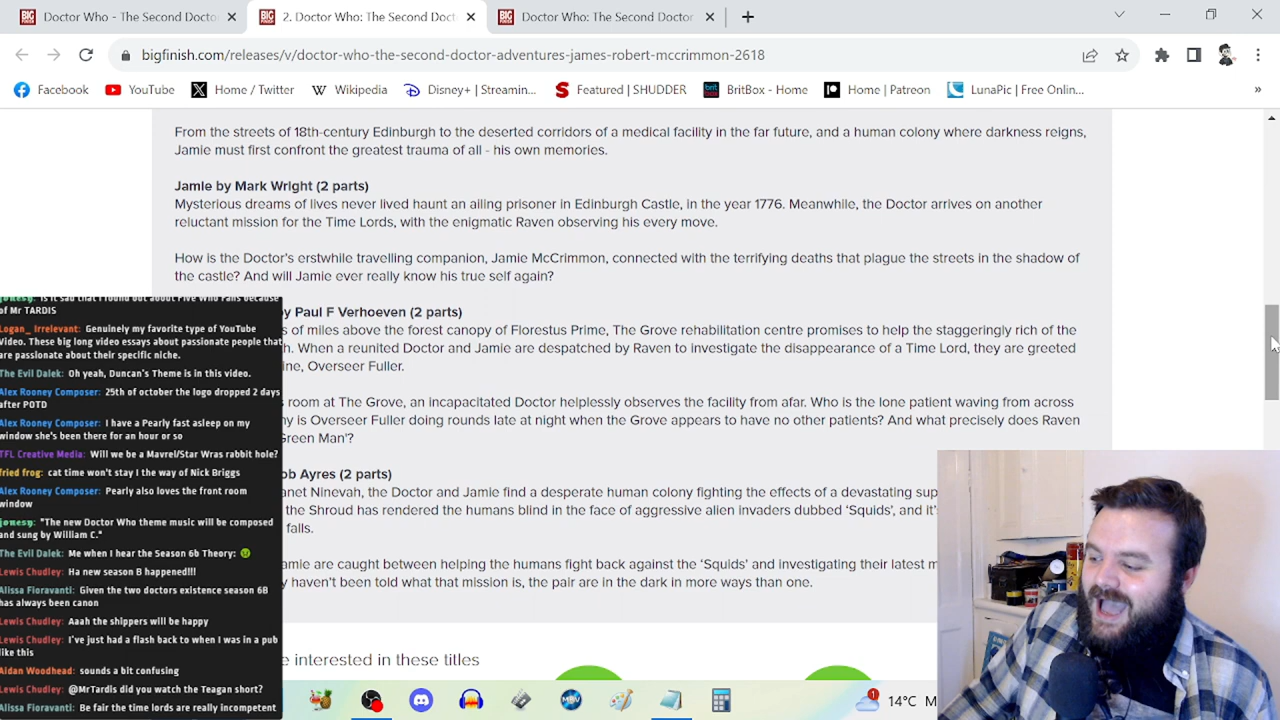 BIG FINISH Doctor Who - The Second Doctor
BIG FINISH 2. Doctor Who: The Second Doct
BIG FINISH Doctor Who: The Second Doctor
bigfinish.com/releases/v/doctor-who-the-second-doctor-adventures-james-robert-mccrimmon-2618
Facebook YouTube Home / Twitter Wikipedia Disney+ | Streamin... Featured | SHUDDER BritBox - Home Home | Patreon LunaPic | Free Onlin... »
From the streets of 18th-century Edinburgh to the deserted corridors of a medical facility in the far future, and a human colony where darkness reigns,
Jamie must first confront the greatest trauma of all - his own memories.
Jamie by Mark Wright (2 parts)
Mysterious dreams of lives never lived haunt an ailing prisoner in Edinburgh Castle, in the year 1776. Meanwhile, the Doctor arrives on another
reluctant mission for the Time Lords, with the enigmatic Raven observing his every move.
How is the Doctor's erstwhile travelling companion, Jamie McCrimmon, connected with the terrifying deaths that plague the streets in the shadow of
the castle? And will Jamie ever really know his true self again?
y Paul F Verhoeven (2 parts)
s of miles above the forest canopy of Florestus Prime, The Grove rehabilitation centre promises to help the staggeringly rich of the
h. When a reunited Doctor and Jamie are despatched by Raven to investigate the disappearance of a Time Lord, they are greeted
ine, Overseer Fuller.
room at The Grove, an incapacitated Doctor helplessly observes the facility from afar. Who is the lone patient waving from across
ny is Overseer Fuller doing rounds late at night when the Grove appears to have no other patients? And what precisely does Raven
Green Man'?
ob Ayres (2 parts)
anet Ninevah, the Doctor and Jamie find a desperate human colony fighting the effects of a devastating sup
the Shroud has rendered the humans blind in the face of aggressive alien invaders dubbed 'Squids', and it'
falls.
amie are caught between helping the humans fight back against the 'Squids' and investigating their latest m
y haven't been told what that mission is, the pair are in the dark in more ways than one.
e interested in these titles
jonesy: Is it sad that I found out about Five Who Fans because
of Mr TARDIS
Logan_ Irrelevant: Genuinely my favorite type of YouTube
Video. These big long video essays about passionate people that
are passionate about their specific niche.
The Evil Dalek: Oh yeah, Duncan's Theme is in this video.
Alex Rooney Composer: 25th of october the logo dropped 2 days
after POTD
Alex Rooney Composer: I have a Pearly fast asleep on my
window she's been there for an hour or so
TFL Creative Media: Will we be a Mavrel/Star Wras rabbit hole?
fried frog: cat time won't stay I the way of Nick Briggs
Alex Rooney Composer: Pearly also loves the front room
window
jonesy: "The new Doctor Who theme music will be composed
and sung by William C."
The Evil Dalek: Me when I hear the Season 6b Theory:
Lewis Chudley: Ha new season B happened!!!
Alissa Fioravanti: Given the two doctors existence season 6B
has always been canon
Lewis Chudley: Aaah the shippers will be happy
Lewis Chudley: I've just had a flash back to when I was in a pub
like this
Aidan Woodhead: sounds a bit confusing
Lewis Chudley: @MrTardis did you watch the Teagan short?
Alissa Fioravanti: Be fair the time lords are really incompetent
1
14°C M